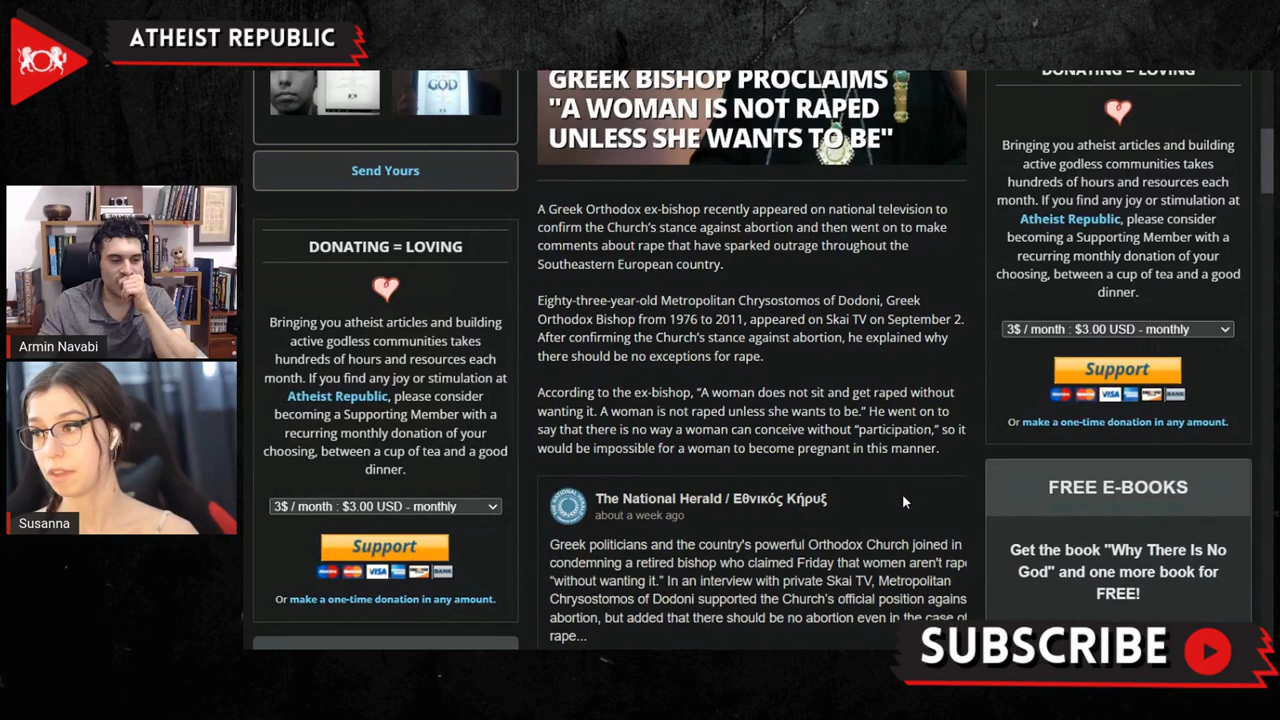 ATHEIST REPUBLIC
GOD
Send Yours
DONATING = LOVING
Bringing you atheist articles and building
active godless communities takes
hundreds of hours and resources each
month. If you find any joy or stimulation at
Atheist Republic, please consider
becoming a Supporting Member with a
recurring monthly donation of your
choosing, between a cup of tea and a good
dinner.
3$ / month : $3.00 USD - monthly
Support
VISA
BANK
Or make a one-time donation in any amount.
GREEK BISHOP PROCLAIMS
"A WOMAN IS NOT RAPED
UNLESS SHE WANTS TO BE"
A Greek Orthodox ex-bishop recently appeared on national television to
confirm the Church's stance against abortion and then went on to make
comments about rape that have sparked outrage throughout the
Southeastern European country.
Eighty-three-year-old Metropolitan Chrysostomos of Dodoni, Greek
Orthodox Bishop from 1976 to 2011, appeared on Skai TV on September 2.
After confirming the Church's stance against abortion, he explained why
there should be no exceptions for rape.
According to the ex-bishop, "A woman does not sit and get raped without
wanting it. A woman is not raped unless she wants to be." He went on to
say that there is no way a woman can conceive without "participation," so it
would be impossible for a woman to become pregnant in this manner.
The National Herald / Εθνικός Κήρυξ
about a week ago
Greek politicians and the country's powerful Orthodox Church joined in
condemning a retired bishop who claimed Friday that women aren't rape
"without wanting it." In an interview with private Skai TV, Metropolitan
Chrysostomos of Dodoni supported the Church's official position agains
abortion, but added that there should be no abortion even in the case of
rape...
DONATING = LOVING
Bringing you atheist articles and building
active godless communities takes
hundreds of hours and resources each
month. If you find any joy or stimulation at
Atheist Republic, please consider
becoming a Supporting Member with a
recurring monthly donation of your
choosing, between a cup of tea and a good
dinner.
3$ / month : $3.00 USD - monthly
Support
VISA
BANK
Or make a one-time donation in any amount.
FREE E-BOOKS
Get the book "Why There Is No
God" and one more book for
FREE!
Armin Navabi
Susanna
SUBSCRIBE